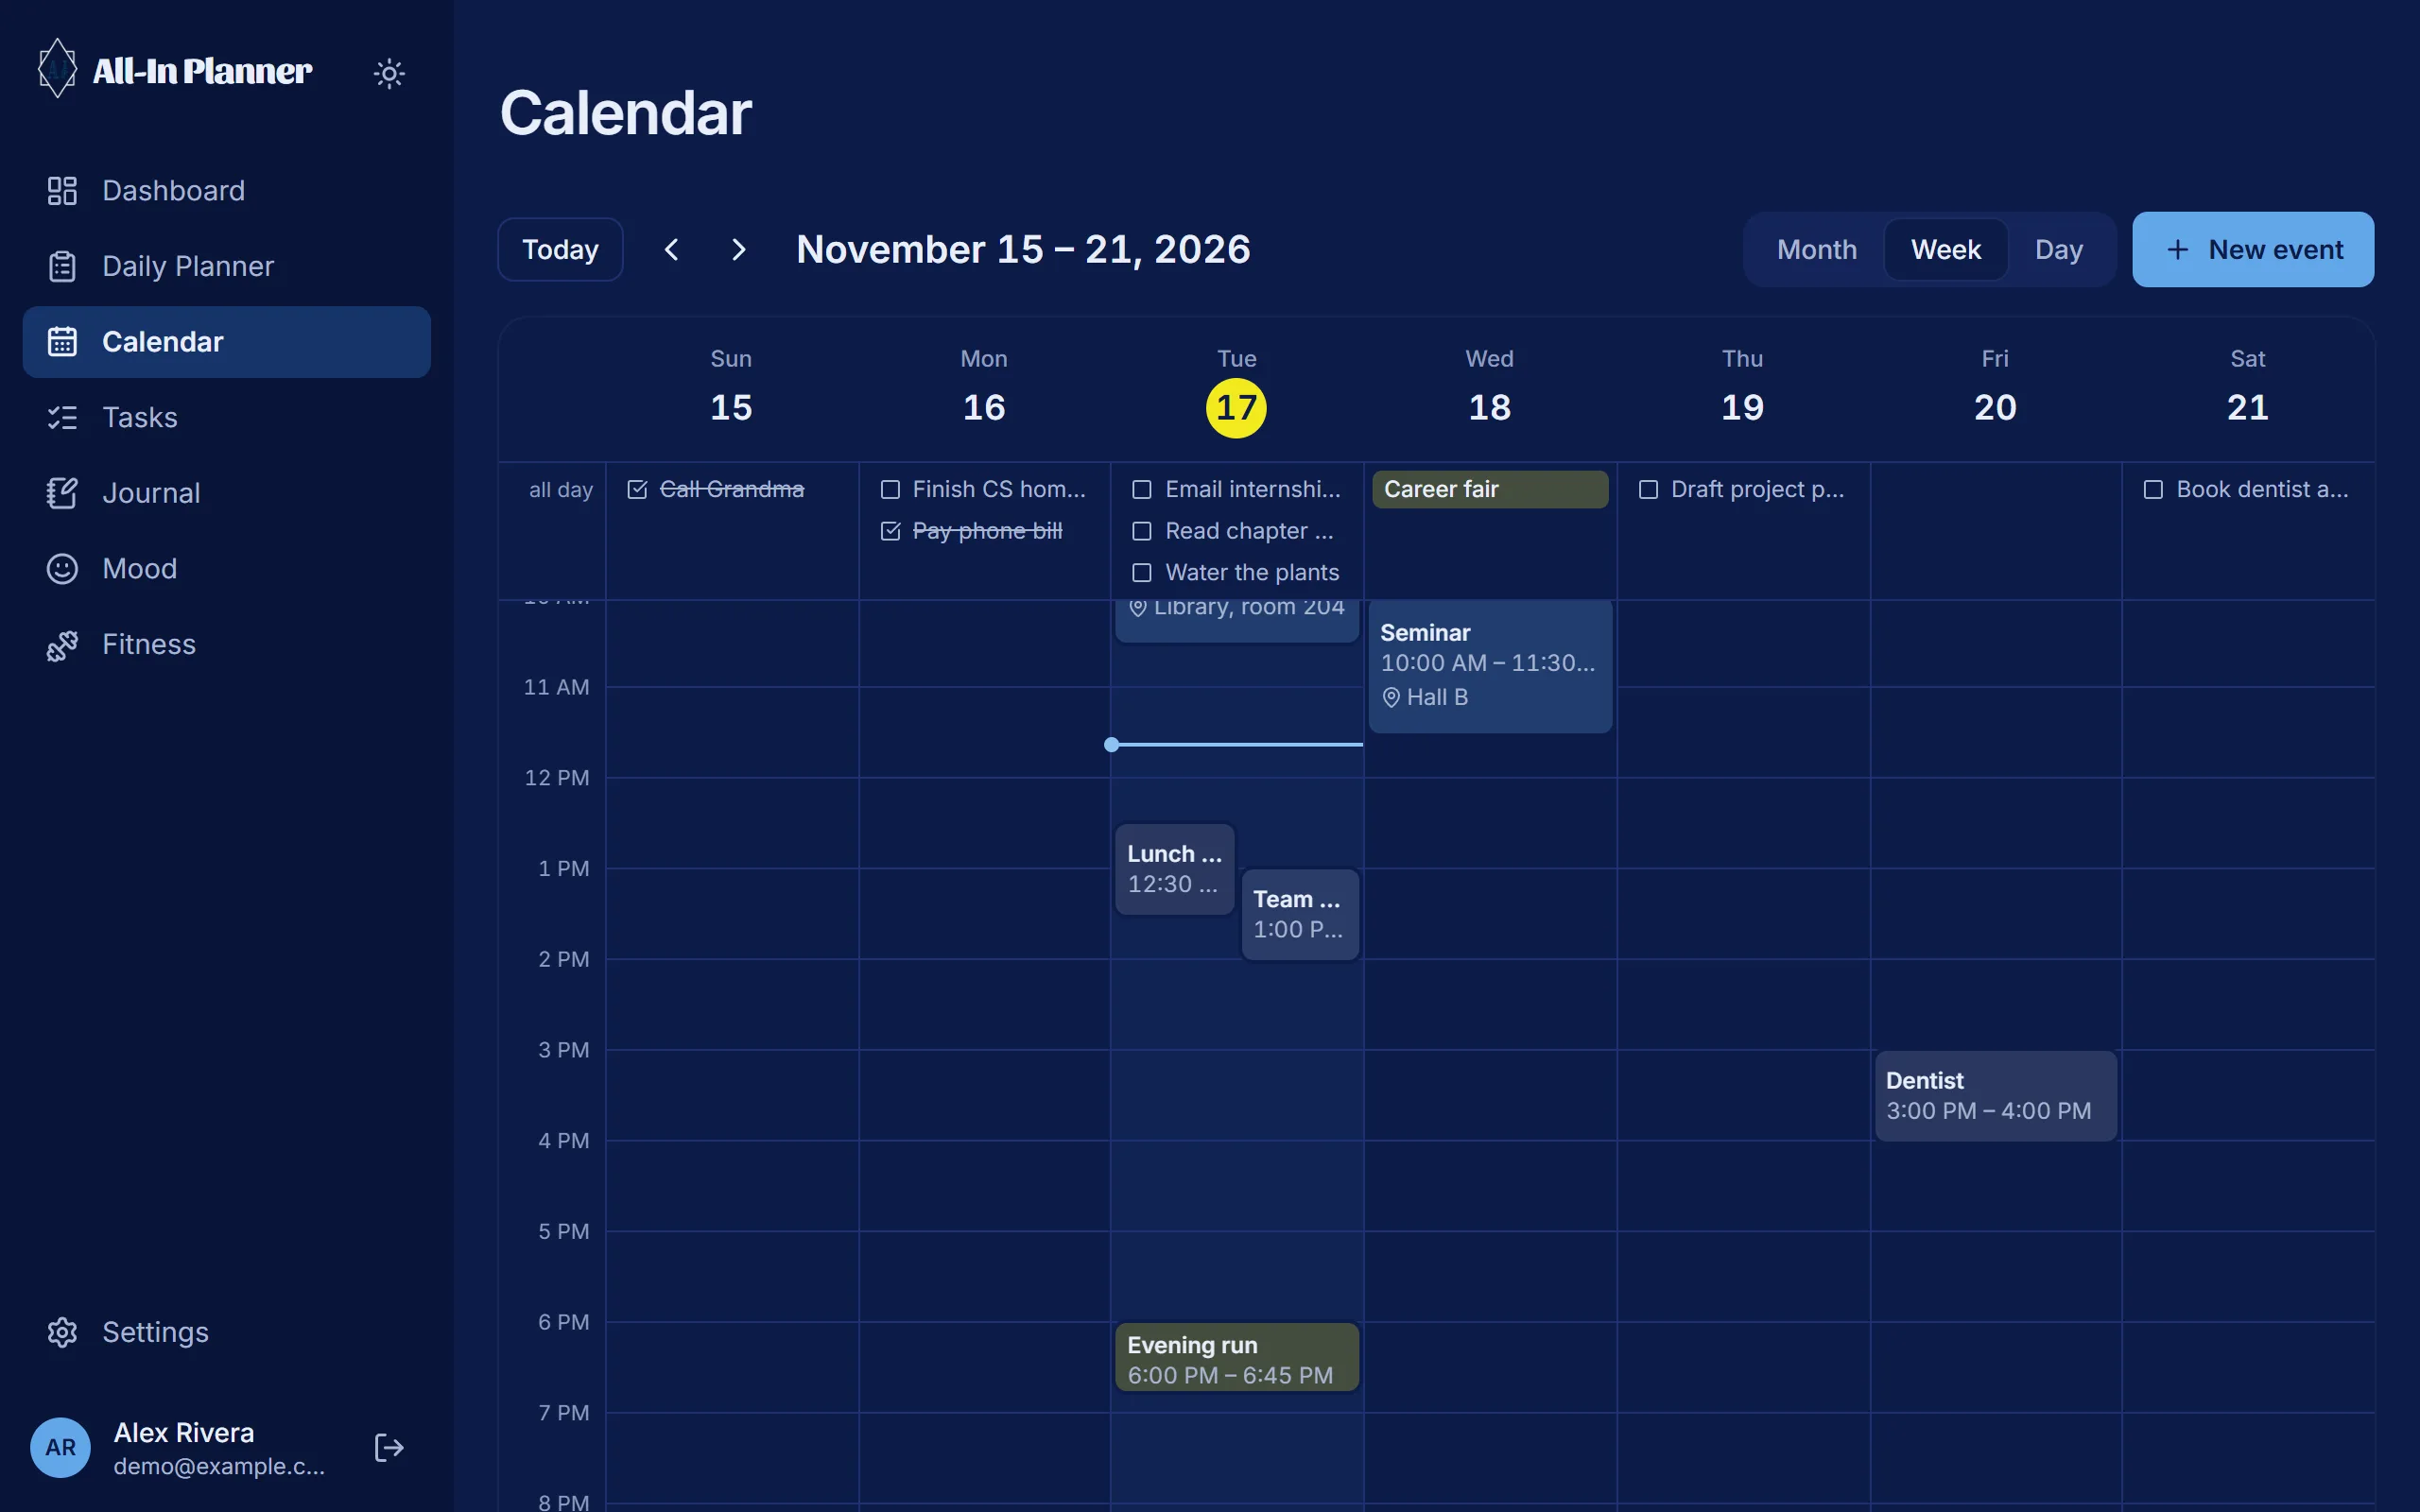 All-In Planner
Dashboard
Daily Planner
Calendar
Tasks
Journal
Mood
Fitness
Settings
AR
Alex Rivera
demo@example.c...
Calendar
Today
November 15 – 21, 2026
Month
Week
Day
+ New event
Sun
15
Mon
16
Tue
17
Wed
18
Thu
19
Fri
20
Sat
21
all day
Call Grandma
Finish CS hom...
Pay phone bill
Email internshi...
Read chapter ...
Water the plants
Career fair
Draft project p...
Book dentist a...
10 AM
11 AM
12 PM
1 PM
2 PM
3 PM
4 PM
5 PM
6 PM
7 PM
8 PM
Library, room 204
Lunch ...
12:30 ...
Team ...
1:00 P...
Evening run
6:00 PM – 6:45 PM
Seminar
10:00 AM – 11:30...
Hall B
Dentist
3:00 PM – 4:00 PM